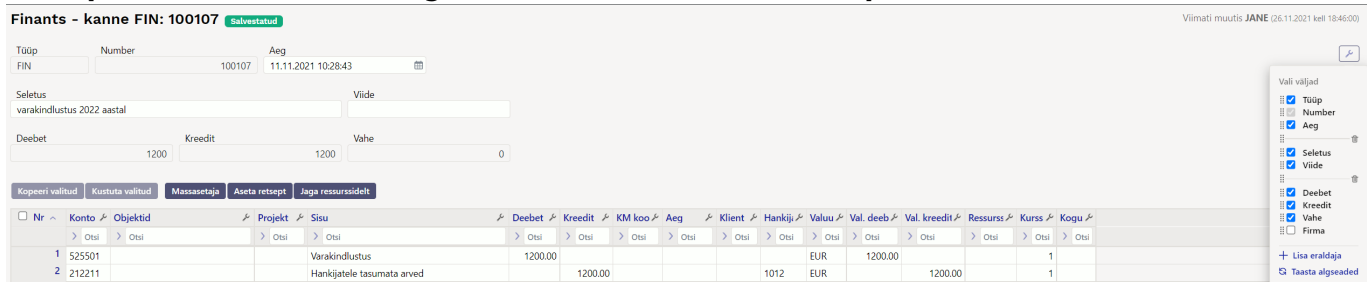 Finants - kanne FIN: 100107 Salvestatud
Viimati muutis JANE (26.11.2021 kell 18:46:00)
Tüüp Number Aeg
FIN 100107 11.11.2021 10:28:43
Seletus Viide
varakindlustus 2022 aastal
Deebet Kreedit Vahe
1200 1200 0
Kopeeri valitud Kustuta valitud Massasetaja Aseta retsept Jaga ressurssidelt
Nr Konto Objektid Projekt Sisu Deebet Kreedit KM koo Aeg Klient Hankija Valuu Val. deeb Val. kreedit Ressurss Kurss Kogu
> Otsi > Otsi > Otsi > Otsi > Otsi > Otsi > Otsi > Otsi > Otsi > Otsi > Otsi > Otsi > Otsi > Otsi > Otsi > Otsi
1 525501 Varakindlustus 1200.00 EUR 1200.00 1
2 212211 Hankijatele tasumata arved 1200.00 1012 EUR 1200.00 1
Vali väljad
Tüüp
Number
Aeg
Seletus
Viide
Deebet
Kreedit
Vahe
Firma
+ Lisa eraldaja
Taasta algseaded